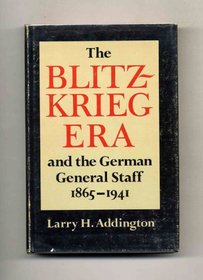 The
BLITZ-
KRIEG
ERA
and the German
General Staff
1865–1941
Larry H. Addington